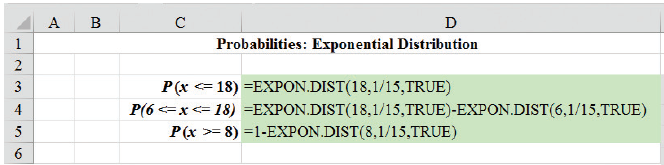 A B C D
1 Probabilities: Exponential Distribution
2
3 P(x <= 18) =EXPON.DIST(18,1/15,TRUE)
4 P(6 <= x <= 18) =EXPON.DIST(18,1/15,TRUE)-EXPON.DIST(6,1/15,TRUE)
5 P(x >= 8) =1-EXPON.DIST(8,1/15,TRUE)
6